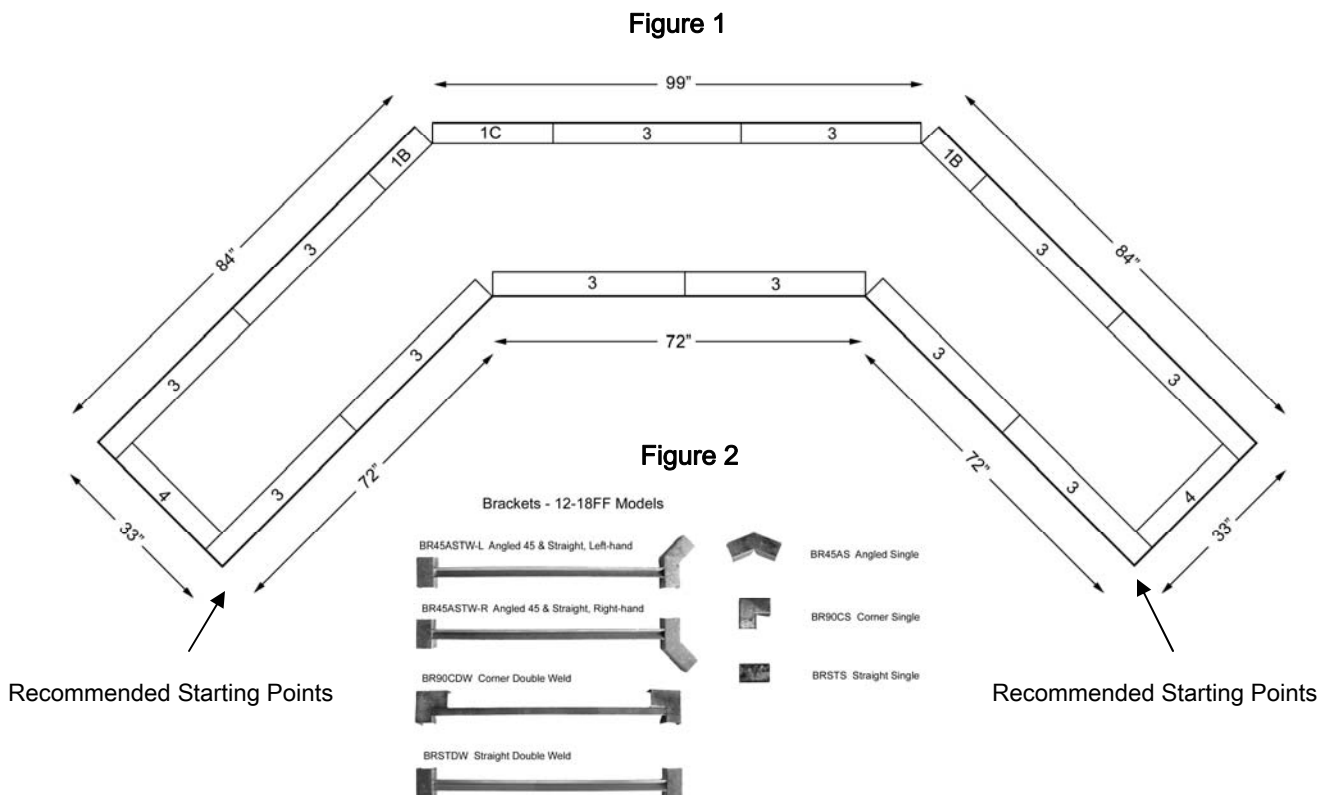 Figure 1
99”
1C
3
3
1B
1B
84”
84”
3
3
3
3
72”
3
3
3
3
3
3
4
4
72”
72”
33”
33”
Figure 2
Brackets - 12-18FF Models
BR45ASTW-L Angled 45 & Straight, Left-hand
BR45AS Angled Single
BR45ASTW-R Angled 45 & Straight, Right-hand
BR90CS Corner Single
BR90CDW Corner Double Weld
BRSTS Straight Single
BRSTDW Straight Double Weld
Recommended Starting Points
Recommended Starting Points